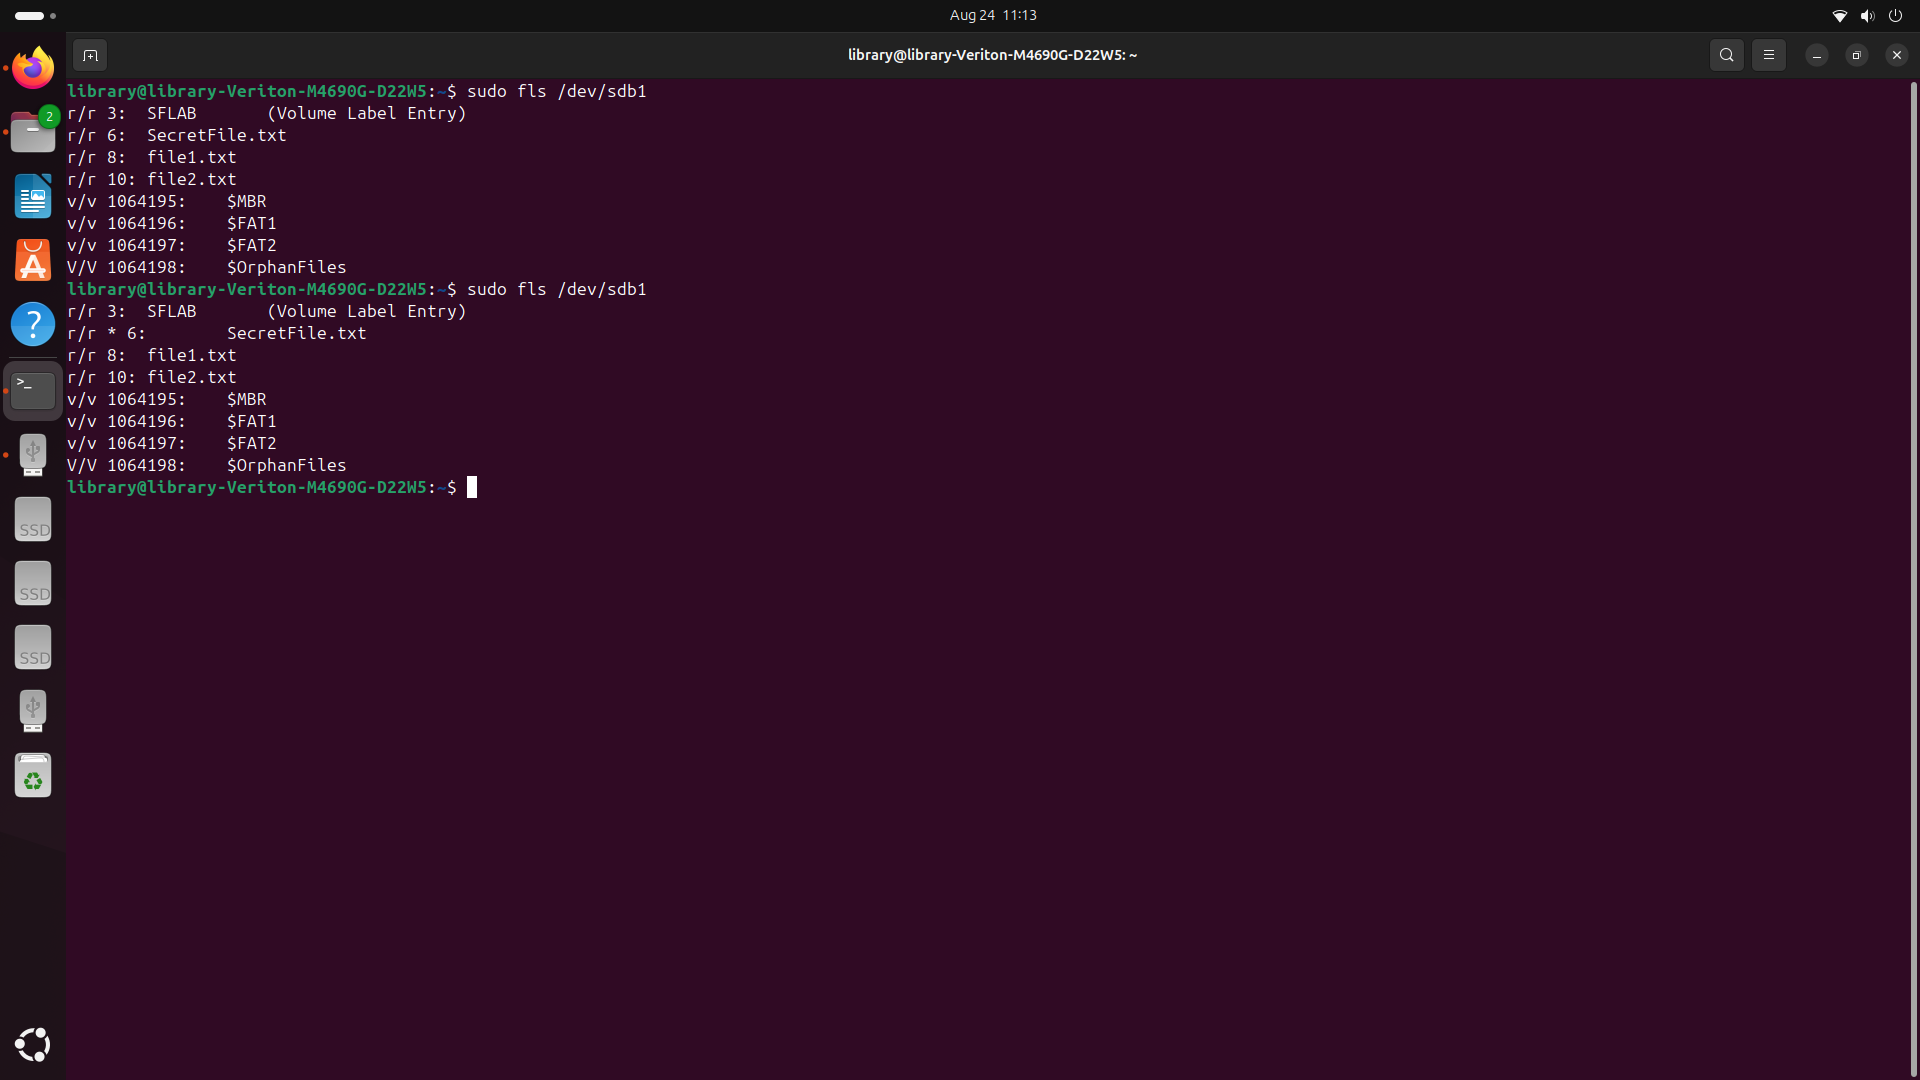 Aug 24 11:13
library@library-Veriton-M4690G-D22W5: ~
2
library@library-Veriton-M4690G-D22W5:~$ sudo fls /dev/sdb1
r/r 3:  SFLAB       (Volume Label Entry)
r/r 6:  SecretFile.txt
r/r 8:  file1.txt
r/r 10: file2.txt
v/v 1064195:    $MBR
v/v 1064196:    $FAT1
v/v 1064197:    $FAT2
V/V 1064198:    $OrphanFiles
library@library-Veriton-M4690G-D22W5:~$ sudo fls /dev/sdb1
r/r 3:  SFLAB       (Volume Label Entry)
r/r * 6:        SecretFile.txt
r/r 8:  file1.txt
r/r 10: file2.txt
v/v 1064195:    $MBR
v/v 1064196:    $FAT1
v/v 1064197:    $FAT2
V/V 1064198:    $OrphanFiles
library@library-Veriton-M4690G-D22W5:~$
?
>_
SSD
SSD
SSD